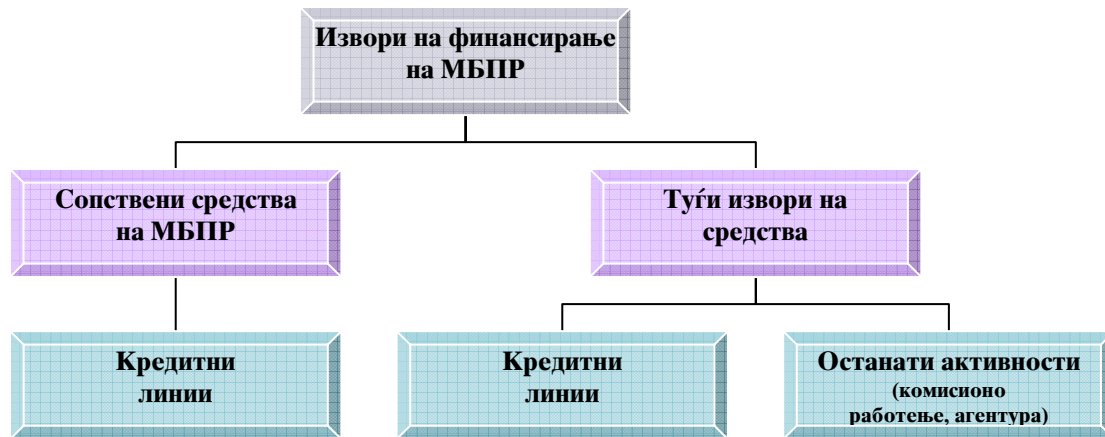 Извори на финансирање
на МБПР
Сопствени средства
на МБПР
Туѓи извори на
средства
Кредитни
линии
Кредитни
линии
Останати активности
(комисионо
работење, агентура)